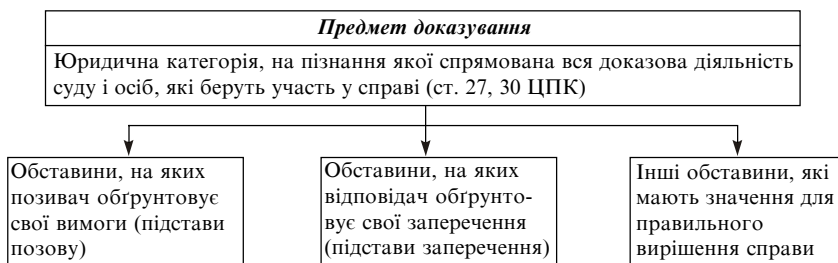 Предмет доказування
Юридична категорія, на пізнання якої спрямована вся доказова діяльність
суду і осіб, які беруть участь у справі (ст. 27, 30 ЦПК)
Обставини, на яких
позивач обґрунтовує
свої вимоги (підстави
позову)
Обставини, на яких
відповідач обґрунто-
вує свої заперечення
(підстави заперечення)
Інші обставини, які
мають значення для
правильного
вирішення справи